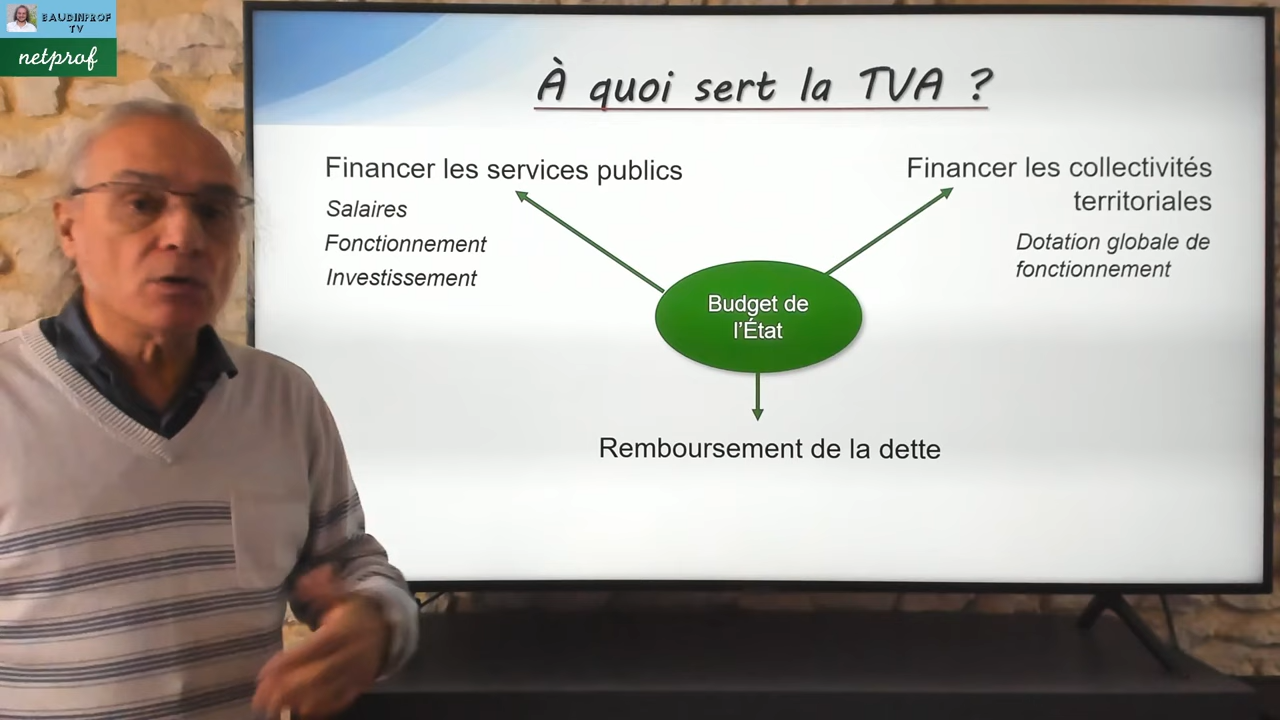 BAUDINPROF
TV
netprof
À quoi sert la TVA ?
Financer les services publics
Salaires
Fonctionnement
Investissement
Financer les collectivités
territoriales
Dotation globale de
fonctionnement
Budget de
l'État
Remboursement de la dette